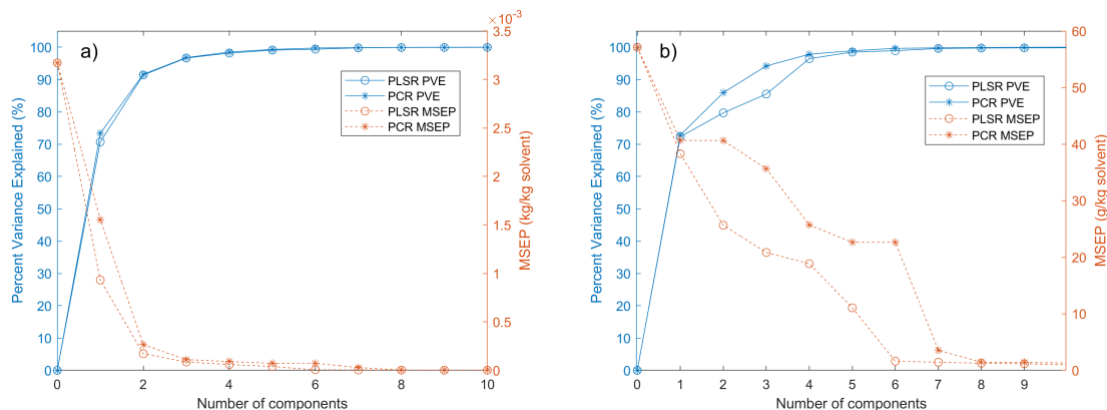 ×10⁻³
a)
Percent Variance Explained (%)
100
90
80
70
60
50
40
30
20
10
0
PLSR PVE
PCR PVE
PLSR MSEP
PCR MSEP
3.5
3
2.5
2
1.5
1
0.5
0
MSEP (kg/kg solvent)
0 2 4 6 8 10
Number of components
b)
Percent Variance Explained (%)
100
90
80
70
60
50
40
30
20
10
0
PLSR PVE
PCR PVE
PLSR MSEP
PCR MSEP
60
50
40
30
20
10
0
MSEP (g/kg solvent)
0 1 2 3 4 5 6 7 8 9
Number of components